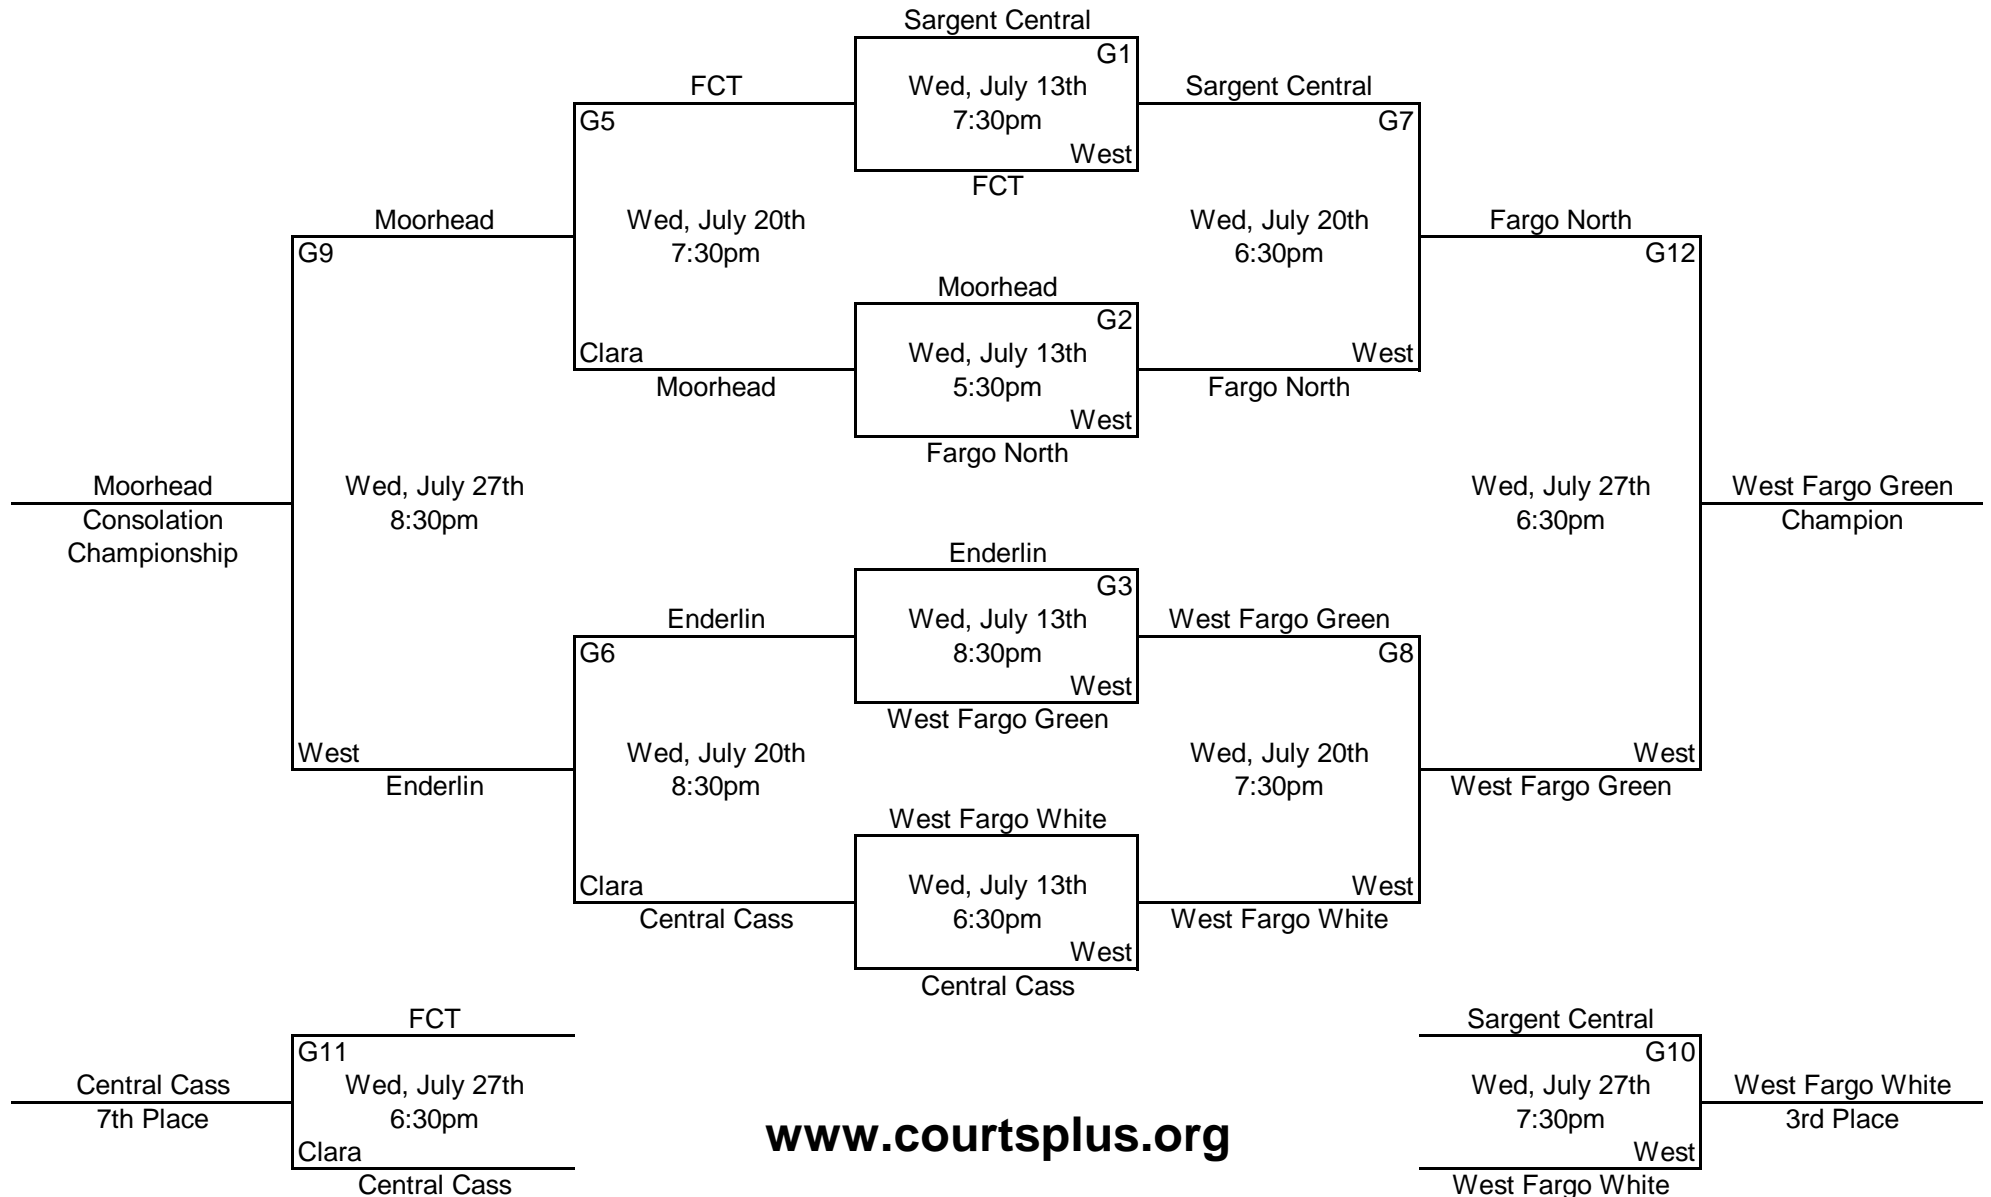 Sargent Central
G1
FCT
Wed, July 13th
Sargent Central
G5
7:30pm
G7
West
FCT
Moorhead
Wed, July 20th
Wed, July 20th
Fargo North
G9
7:30pm
6:30pm
G12
Moorhead
G2
Clara
Wed, July 13th
West
Moorhead
5:30pm
Fargo North
West
Fargo North
Moorhead
Wed, July 27th
Wed, July 27th
West Fargo Green
Consolation
8:30pm
6:30pm
Champion
Championship
Enderlin
G3
Enderlin
Wed, July 13th
West Fargo Green
G6
8:30pm
G8
West
West Fargo Green
West
Wed, July 20th
Wed, July 20th
West
Enderlin
8:30pm
7:30pm
West Fargo Green
West Fargo White
Clara
Wed, July 13th
West
Central Cass
6:30pm
West Fargo White
West
Central Cass
FCT
Sargent Central
G11
G10
Central Cass
Wed, July 27th
Wed, July 27th
West Fargo White
7th Place
6:30pm
www.courtsplus.org
7:30pm
3rd Place
Clara
West
Central Cass
West Fargo White